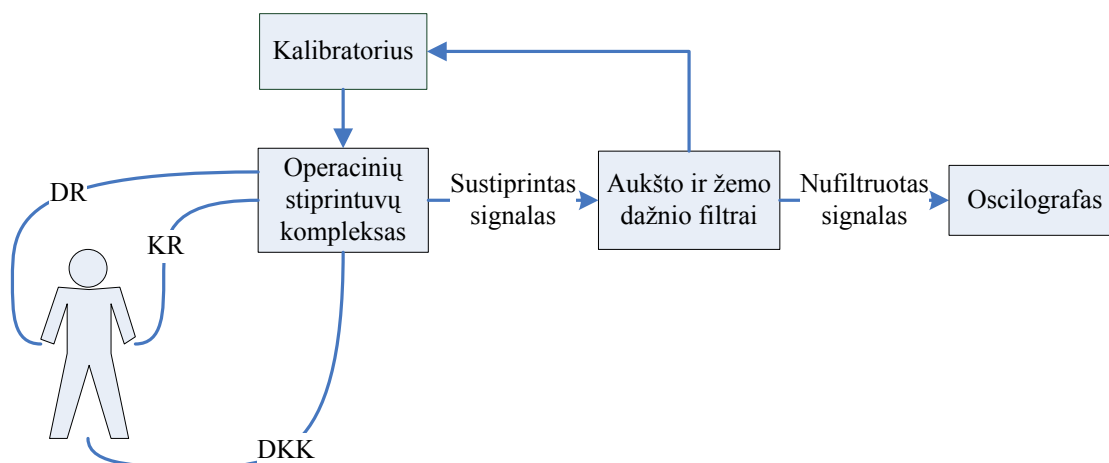 Kalibratorius
Operacinių
stiprintuvų
kompleksas
Sustiprintas
signalas
Aukšto ir žemo
dažnio filtrai
Nufiltruotas
signalas
Oscilografas
DR
KR
DKK